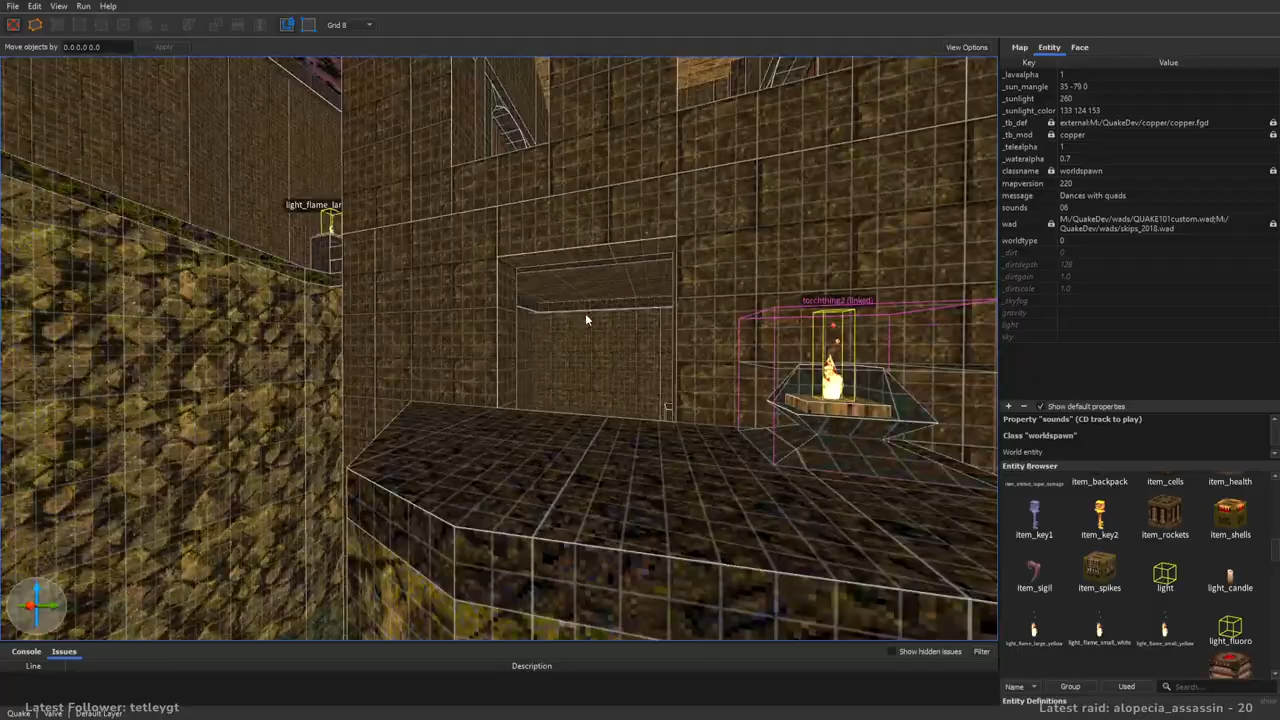 File Edit View Run Help
Grid 8
Move objects by 0.0 0.0 0.0 Apply View Options
Map Entity Face
Key Value
_lavaalpha 1
_sun_mangle 35 -79 0
_sunlight 260
_sunlight_color 133 124 153
_tb_def external:M:/QuakeDev/copper/copper.fgd
_tb_mod copper
_telealpha 1
_wateralpha 0.7
classname worldspawn
mapversion 220
message Dances with quads
sounds 06
wad M:/QuakeDev/wads/QUAKE101custom.wad;M:/
QuakeDev/wads/skips_2018.wad
worldtype 0
_dirt 0
_dirtdepth 128
_dirtgain 1.0
_dirtscale 1.0
_skyfog
gravity
light
sky
light_flame_lar
torchthing2 (linked)
Show default properties
Property "sounds" (CD track to play)
Class "worldspawn"
World entity
Entity Browser
item_backpack item_cells item_health
item_key1 item_key2 item_rockets item_shells
item_sigil item_spikes light light_candle
light_flame_large_yellow light_flame_small_white light_flame_small_yellow light_fluoro
Name Group Used Search...
Entity Definitions show
Console Issues Show hidden issues Filter
Line Description
Latest Follower: tetleygt
Latest raid: alopecia_assassin - 20
Quake Valve Default Layer